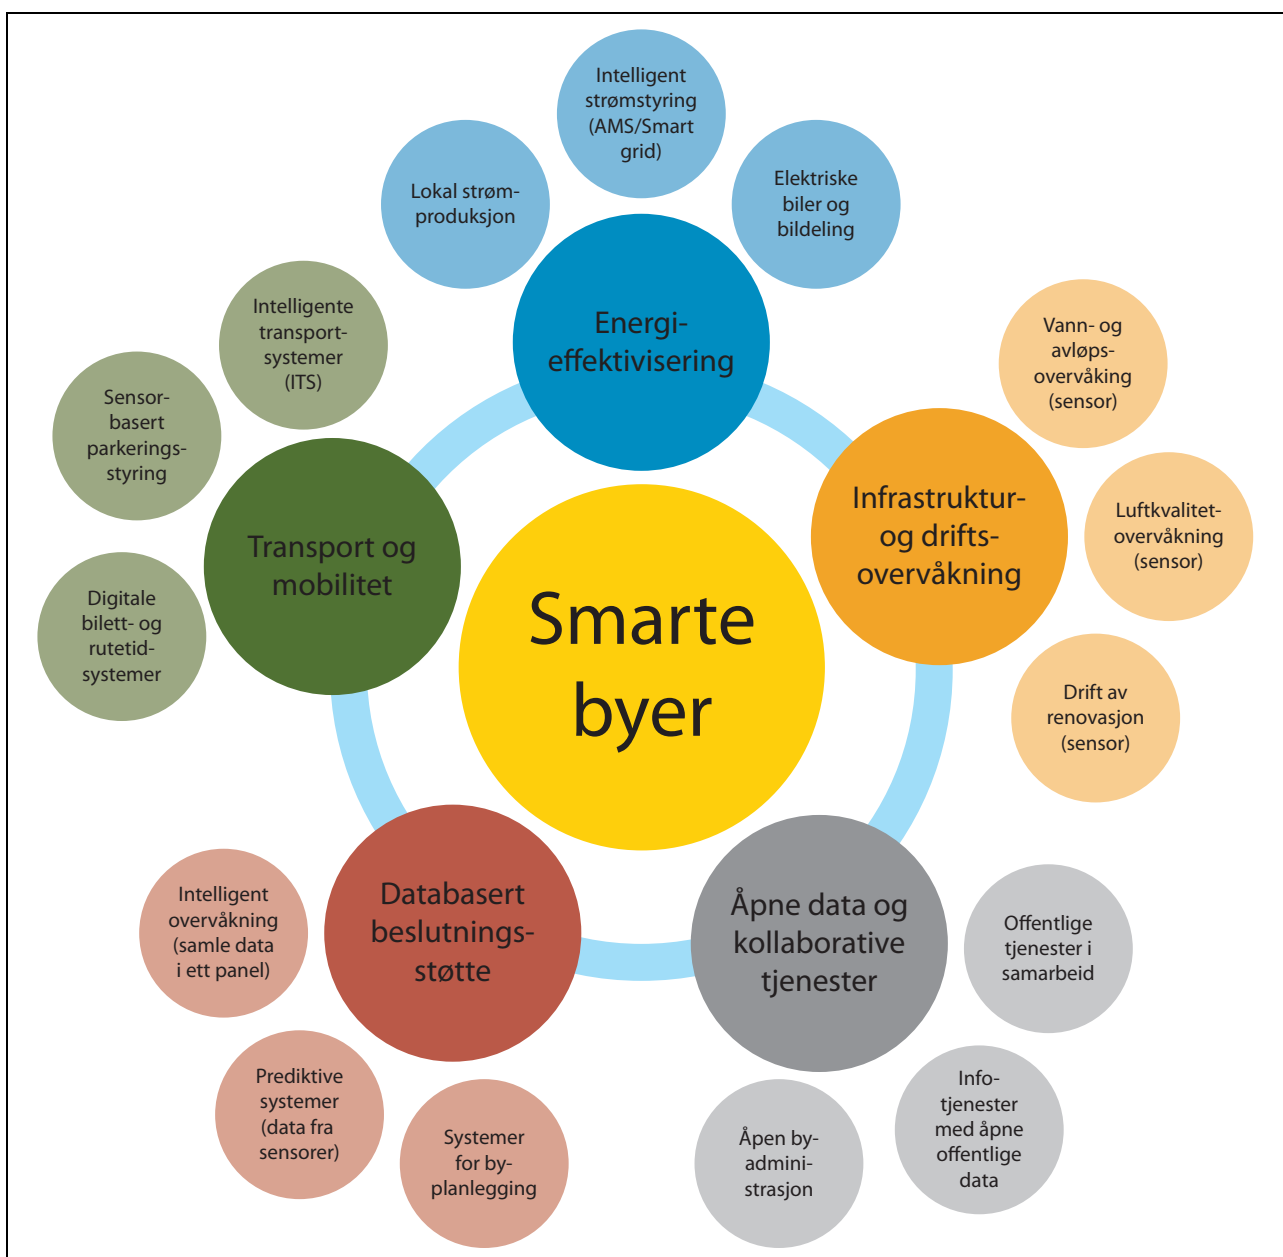 Smarte
byer
Energi-
effektivisering
Lokal strøm-
produksjon
Intelligent
strømstyring
(AMS/Smart
grid)
Elektriske
biler og
bildeling
Infrastruktur-
og drifts-
overvåkning
Vann- og
avløps-
overvåking
(sensor)
Luftkvalitet-
overvåkning
(sensor)
Drift av
renovasjon
(sensor)
Åpne data og
kollaborative
tjenester
Offentlige
tjenester i
samarbeid
Info-
tjenester
med åpne
offentlige
data
Åpen by-
admini-
strasjon
Databasert
beslutnings-
støtte
Systemer
for by-
planlegging
Prediktive
systemer
(data fra
sensorer)
Intelligent
overvåkning
(samle data
i ett panel)
Transport og
mobilitet
Digitale
bilett- og
rutetid-
systemer
Sensor-
basert
parkerings-
styring
Intelligente
transport-
systemer
(ITS)